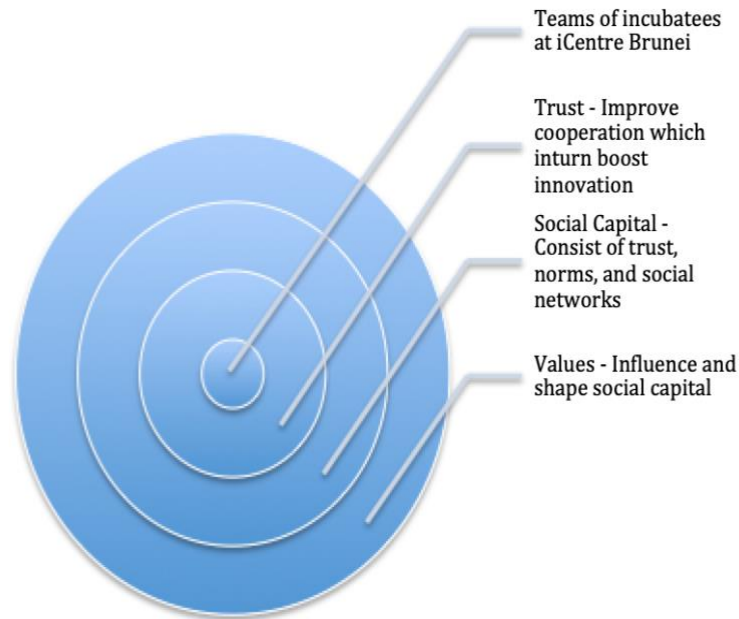 Teams of incubatees
at iCentre Brunei
Trust - Improve
cooperation which
inturn boost
innovation
Social Capital -
Consist of trust,
norms, and social
networks
Values - Influence and
shape social capital